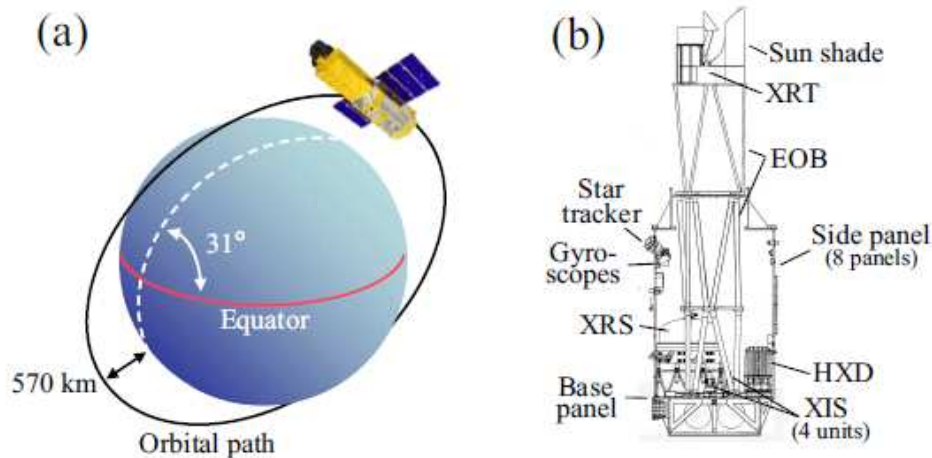 (a)
31°
Equator
570 km
Orbital path
(b)
Sun shade
XRT
EOB
Star
tracker
Gyro-
scopes
Side panel
(8 panels)
XRS
HXD
Base
panel
XIS
(4 units)